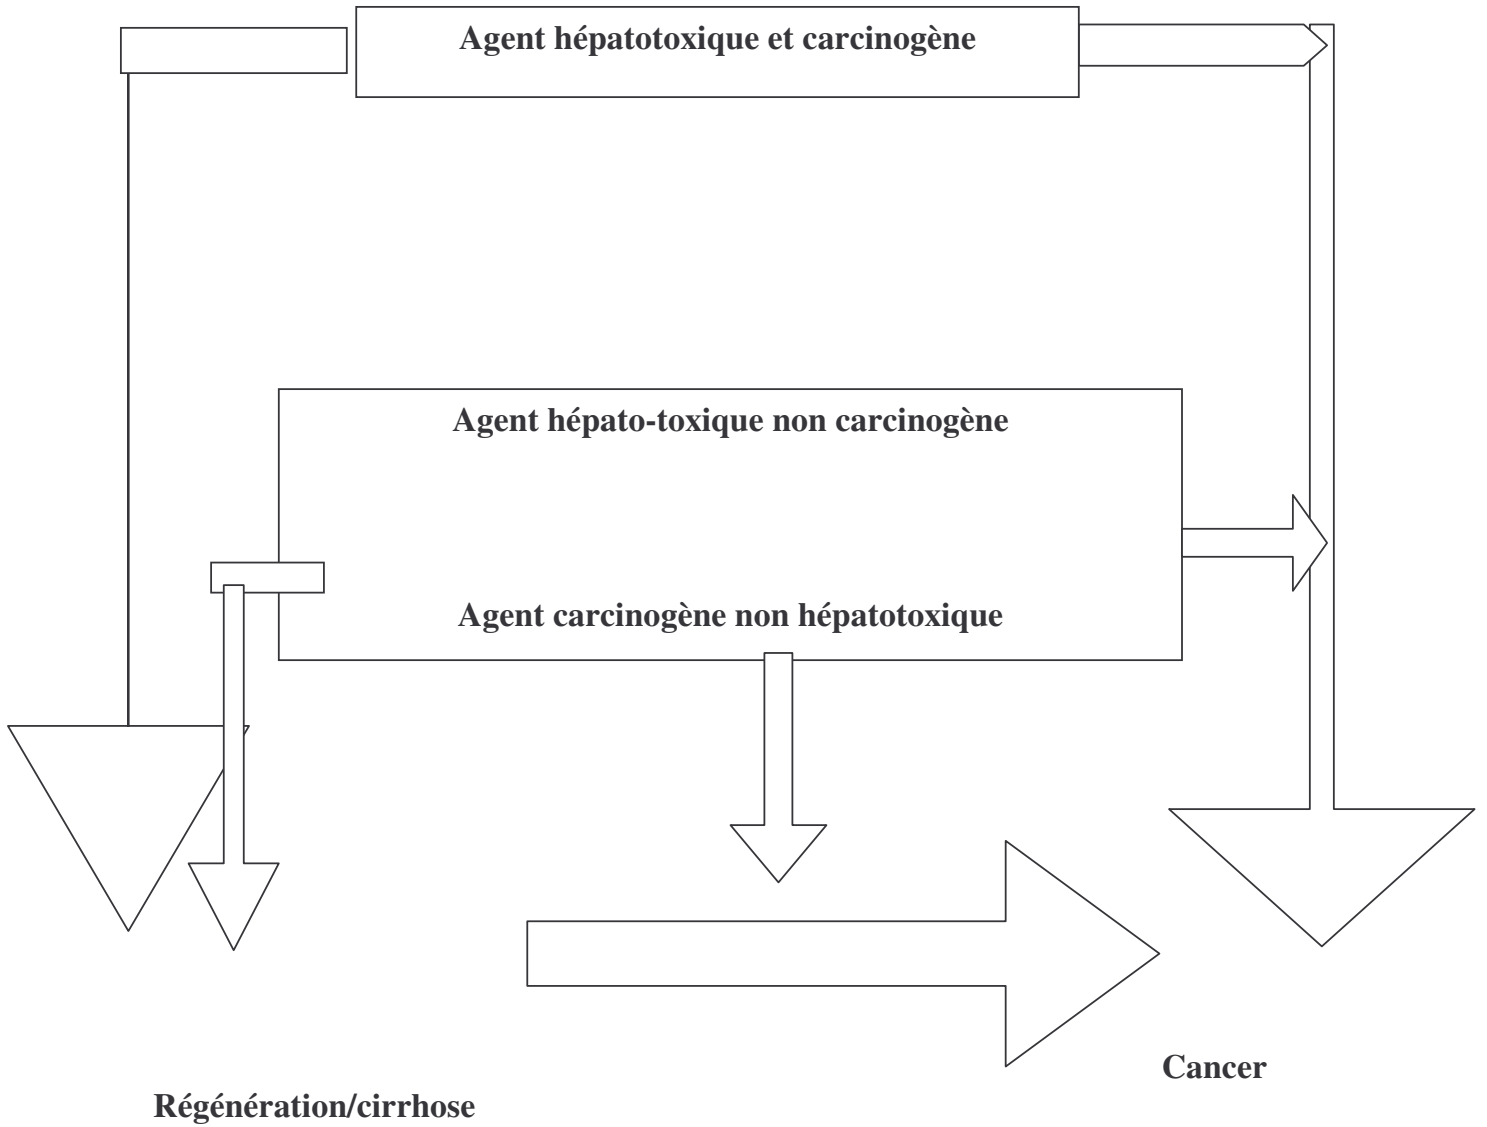 Agent hépatotoxique et carcinogène
Agent hépato-toxique non carcinogène
Agent carcinogène non hépatotoxique
Cancer
Régénération/cirrhose